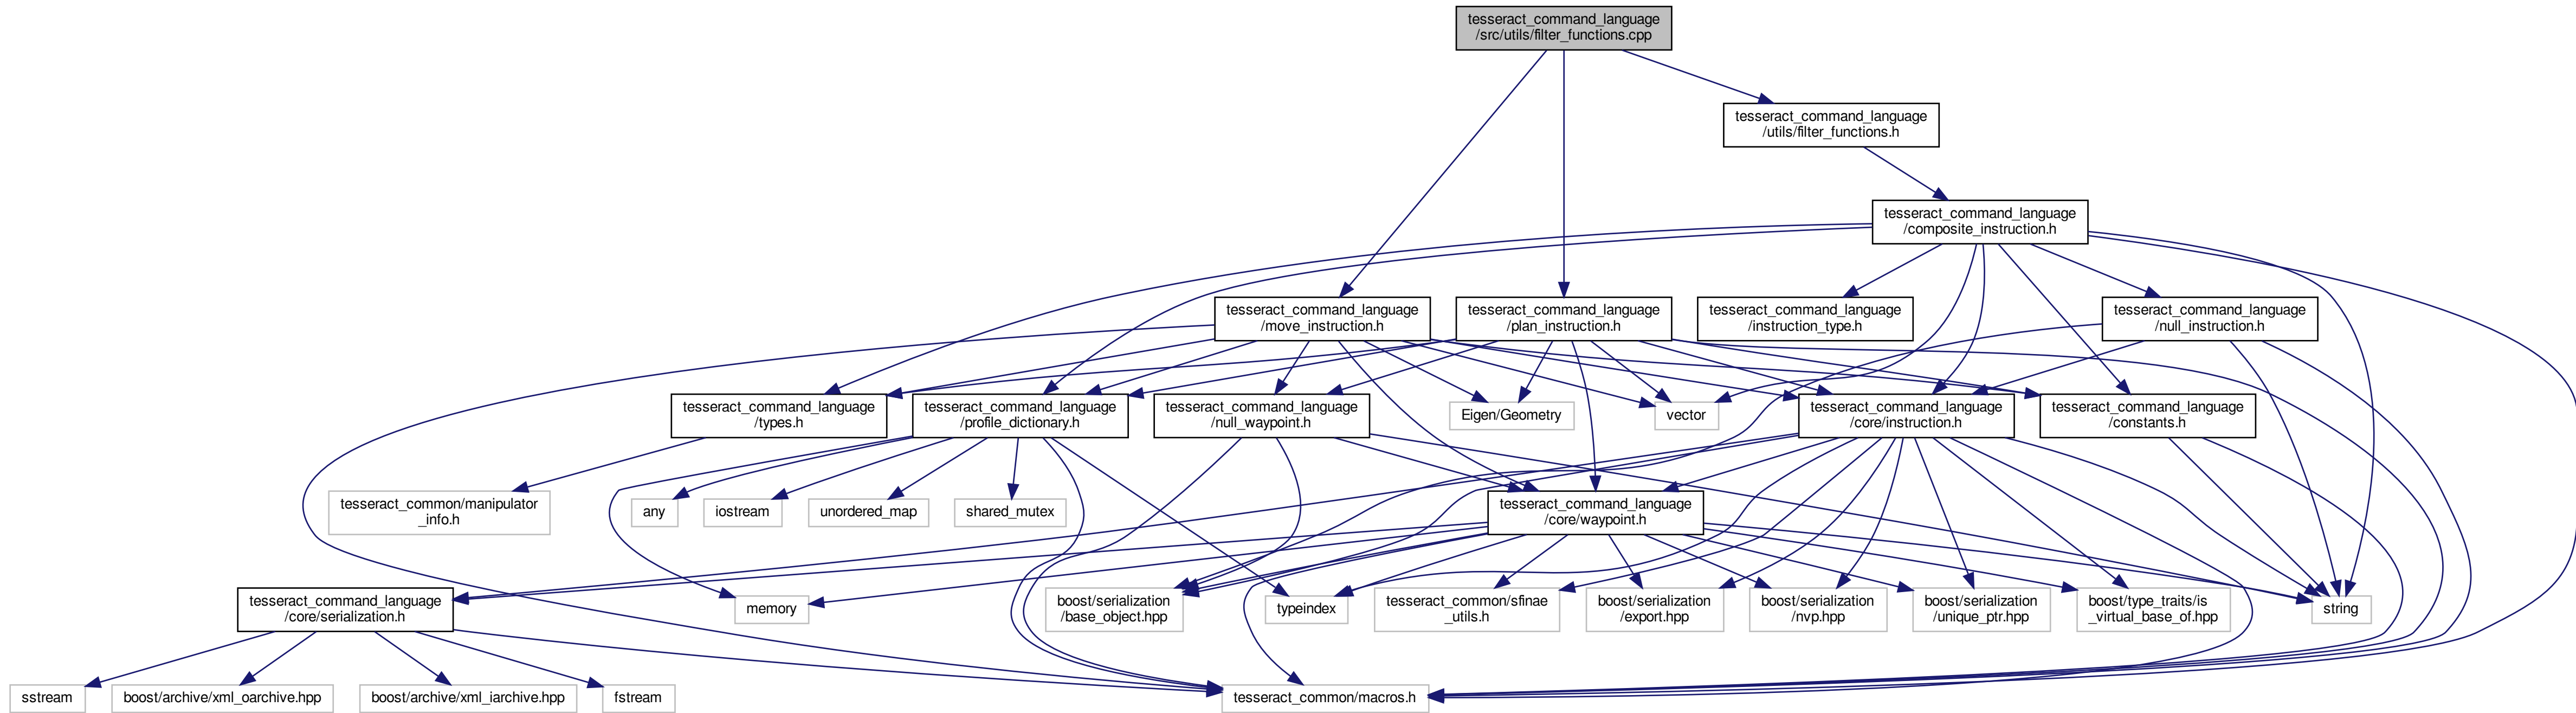 tesseract_command_language
/src/utils/filter_functions.cpp
tesseract_command_language
/utils/filter_functions.h
tesseract_command_language
/composite_instruction.h
tesseract_command_language
/move_instruction.h
tesseract_command_language
/plan_instruction.h
tesseract_command_language
/instruction_type.h
tesseract_command_language
/null_instruction.h
tesseract_command_language
/types.h
tesseract_command_language
/profile_dictionary.h
tesseract_command_language
/null_waypoint.h
Eigen/Geometry
vector
tesseract_command_language
/core/instruction.h
tesseract_command_language
/constants.h
tesseract_common/manipulator
_info.h
any
iostream
unordered_map
shared_mutex
tesseract_command_language
/core/waypoint.h
tesseract_command_language
/core/serialization.h
memory
boost/serialization
/base_object.hpp
typeindex
tesseract_common/sfinae
_utils.h
boost/serialization
/export.hpp
boost/serialization
/nvp.hpp
boost/serialization
/unique_ptr.hpp
boost/type_traits/is
_virtual_base_of.hpp
string
sstream
boost/archive/xml_oarchive.hpp
boost/archive/xml_iarchive.hpp
fstream
tesseract_common/macros.h